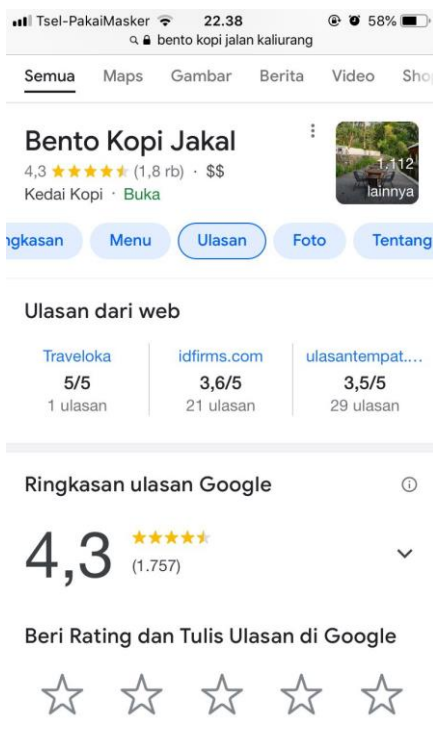 Tsel-PakaiMasker 22.38 58%
bento kopi jalan kaliurang
Semua Maps Gambar Berita Video Sho
Bento Kopi Jakal
4,3 (1,8 rb) · $$
Kedai Kopi · Buka
1.112
lainnya
ngkasan Menu Ulasan Foto Tentang
Ulasan dari web
Traveloka idfirms.com ulasantempat....
5/5 3,6/5 3,5/5
1 ulasan 21 ulasan 29 ulasan
Ringkasan ulasan Google
4,3
(1.757)
Beri Rating dan Tulis Ulasan di Google